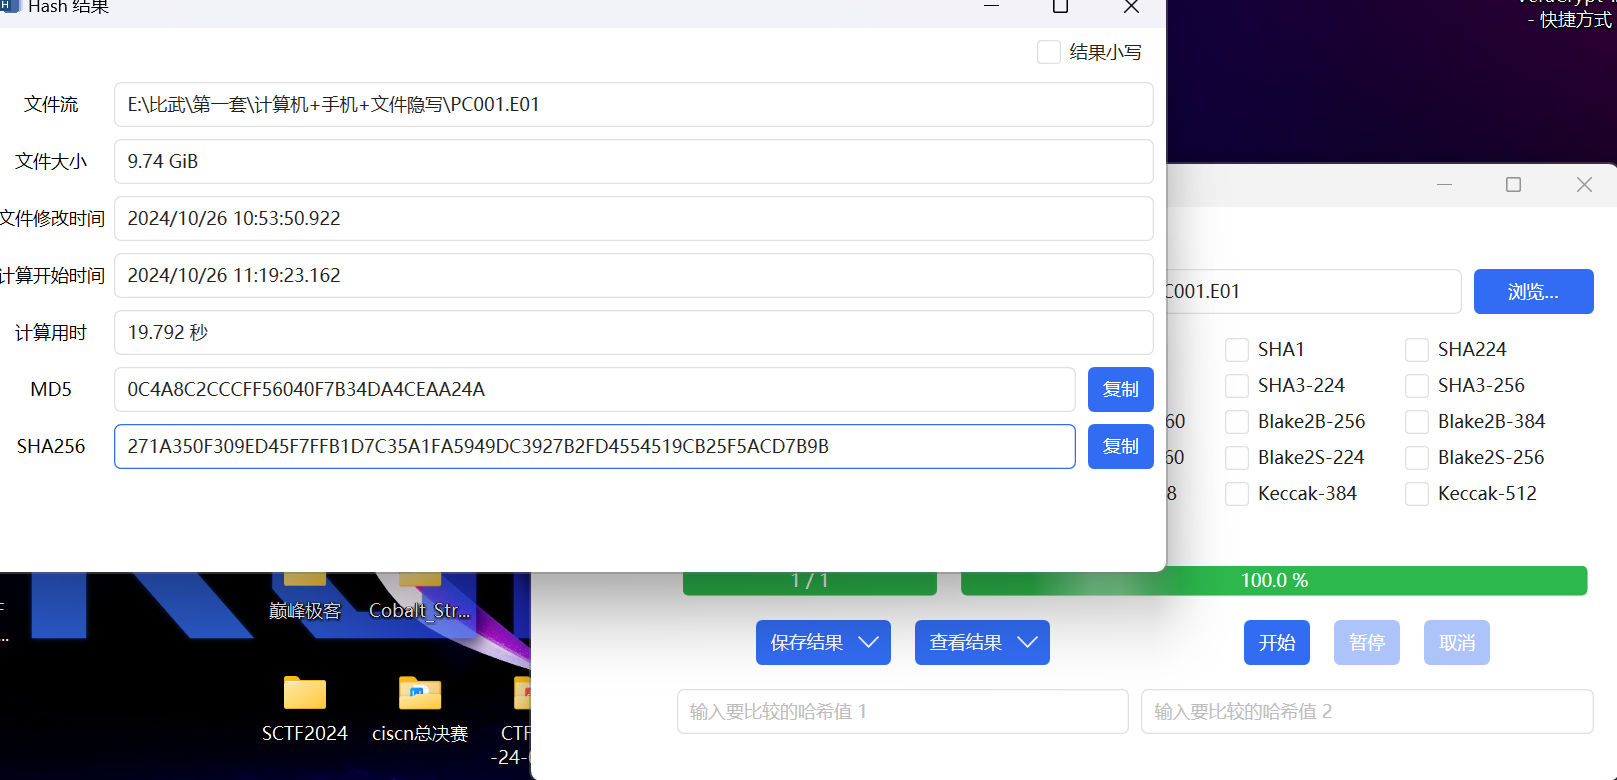 Hash 结果
结果小写
文件流
E:\比武\第一套\计算机+手机+文件隐写\PC001.E01
文件大小
9.74 GiB
文件修改时间
2024/10/26 10:53:50.922
计算开始时间
2024/10/26 11:19:23.162
计算用时
19.792 秒
MD5
0C4A8C2CCCFF56040F7B34DA4CEAA24A
复制
SHA256
271A350F309ED45F7FFB1D7C35A1FA5949DC3927B2FD4554519CB25F5ACD7B9B
复制
- 快捷方式
C001.E01
浏览...
SHA1
SHA224
SHA3-224
SHA3-256
60
Blake2B-256
Blake2B-384
60
Blake2S-224
Blake2S-256
8
Keccak-384
Keccak-512
1 / 1
100.0 %
保存结果
查看结果
开始
暂停
取消
输入要比较的哈希值 1
输入要比较的哈希值 2
巅峰极客
Cobalt_Str...
SCTF2024
ciscn总决赛
CTF
-24-